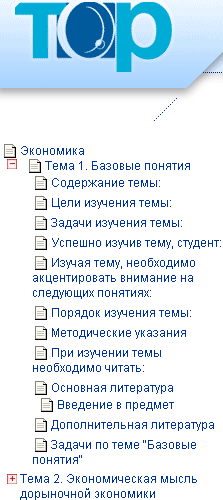 тор
Экономика
Тема 1. Базовые понятия
Содержание темы:
Цели изучения темы:
Задачи изучения темы:
Успешно изучив тему, студент:
Изучая тему, необходимо
акцентировать внимание на
следующих понятиях:
Порядок изучения темы:
Методические указания
При изучении темы
необходимо читать:
Основная литература
Введение в предмет
Дополнительная литература
Задачи по теме "Базовые
понятия"
Тема 2. Экономическая мысль
дорыночной экономики